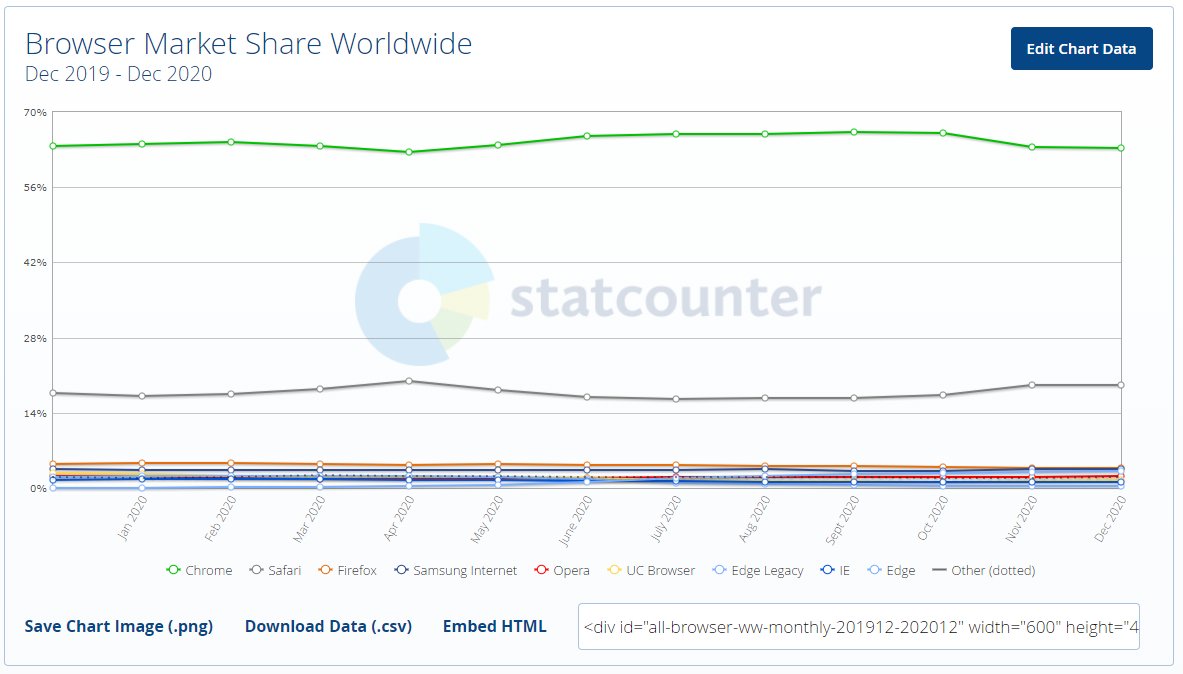 Browser Market Share Worldwide
Dec 2019 - Dec 2020
Edit Chart Data
70%
56%
42%
28%
14%
0%
statcounter
Jan 2020
Feb 2020
Mar 2020
Apr 2020
May 2020
June 2020
July 2020
Aug 2020
Sept 2020
Oct 2020
Nov 2020
Dec 2020
Chrome Safari Firefox Samsung Internet Opera UC Browser Edge Legacy IE Edge Other (dotted)
Save Chart Image (.png) Download Data (.csv) Embed HTML <div id="all-browser-ww-monthly-201912-202012" width="600" height="4